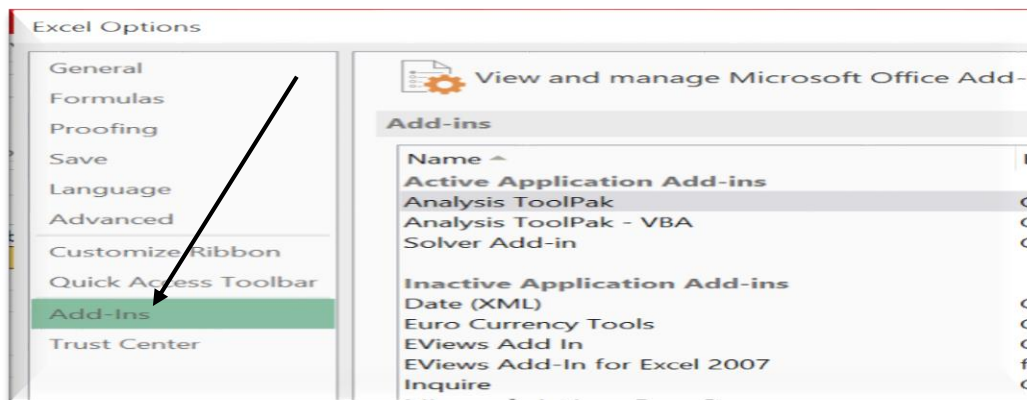 Excel Options
General
Formulas
Proofing
Save
Language
Advanced
Customize Ribbon
Quick Access Toolbar
Add-Ins
Trust Center
View and manage Microsoft Office Add-
Add-ins
Name
Active Application Add-ins
Analysis ToolPak
Analysis ToolPak - VBA
Solver Add-in
Inactive Application Add-ins
Date (XML)
Euro Currency Tools
EViews Add In
EViews Add-In for Excel 2007
Inquire